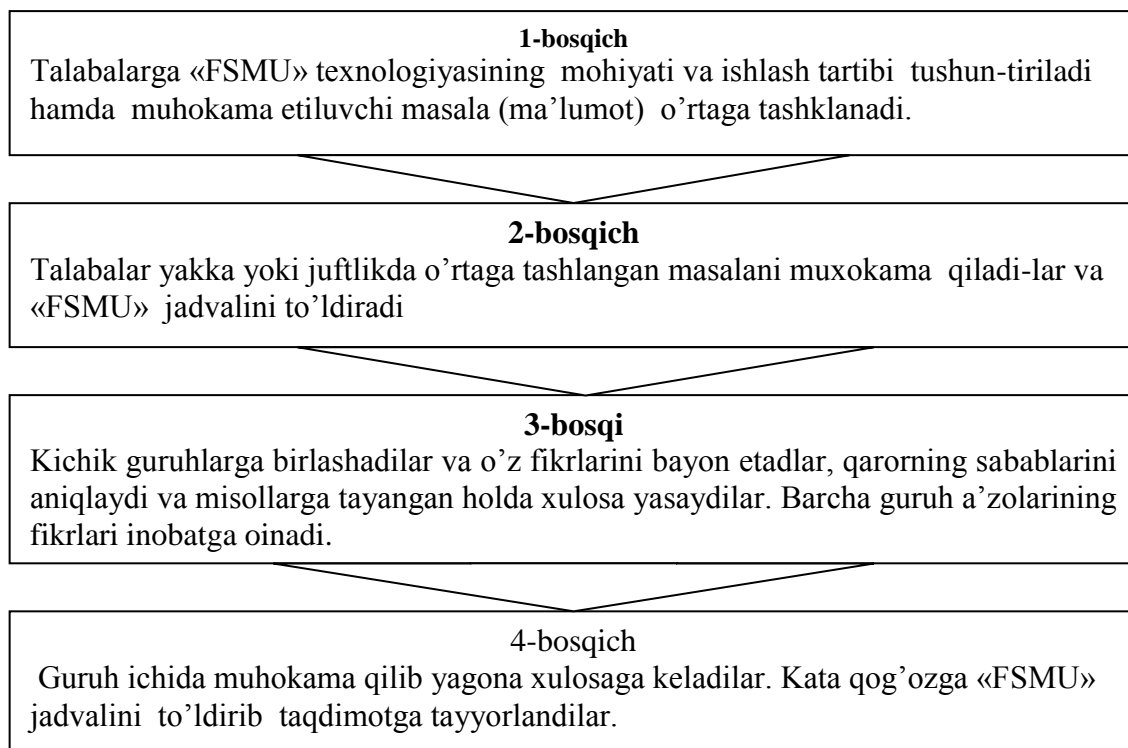 1-bosqich
Talabalarga «FSMU» texnologiyasining mohiyati va ishlash tartibi tushun-tiriladi
hamda muhokama etiluvchi masala (ma’lumot) o’rtaga tashklanadi.
2-bosqich
Talabalar yakka yoki juftlikda o’rtaga tashlangan masalani muxokama qiladi-lar va
«FSMU» jadvalini to’ldiradi
3-bosqi
Kichik guruhlarga birlashadilar va o’z fikrlarini bayon etadlar, qarorning sabablarini
aniqlaydi va misollarga tayangan holda xulosa yasaydilar. Barcha guruh a’zolarining
fikrlari inobatga oinadi.
4-bosqich
Guruh ichida muhokama qilib yagona xulosaga keladilar. Kata qog’ozga «FSMU»
jadvalini to’ldirib taqdimotga tayyorlandilar.